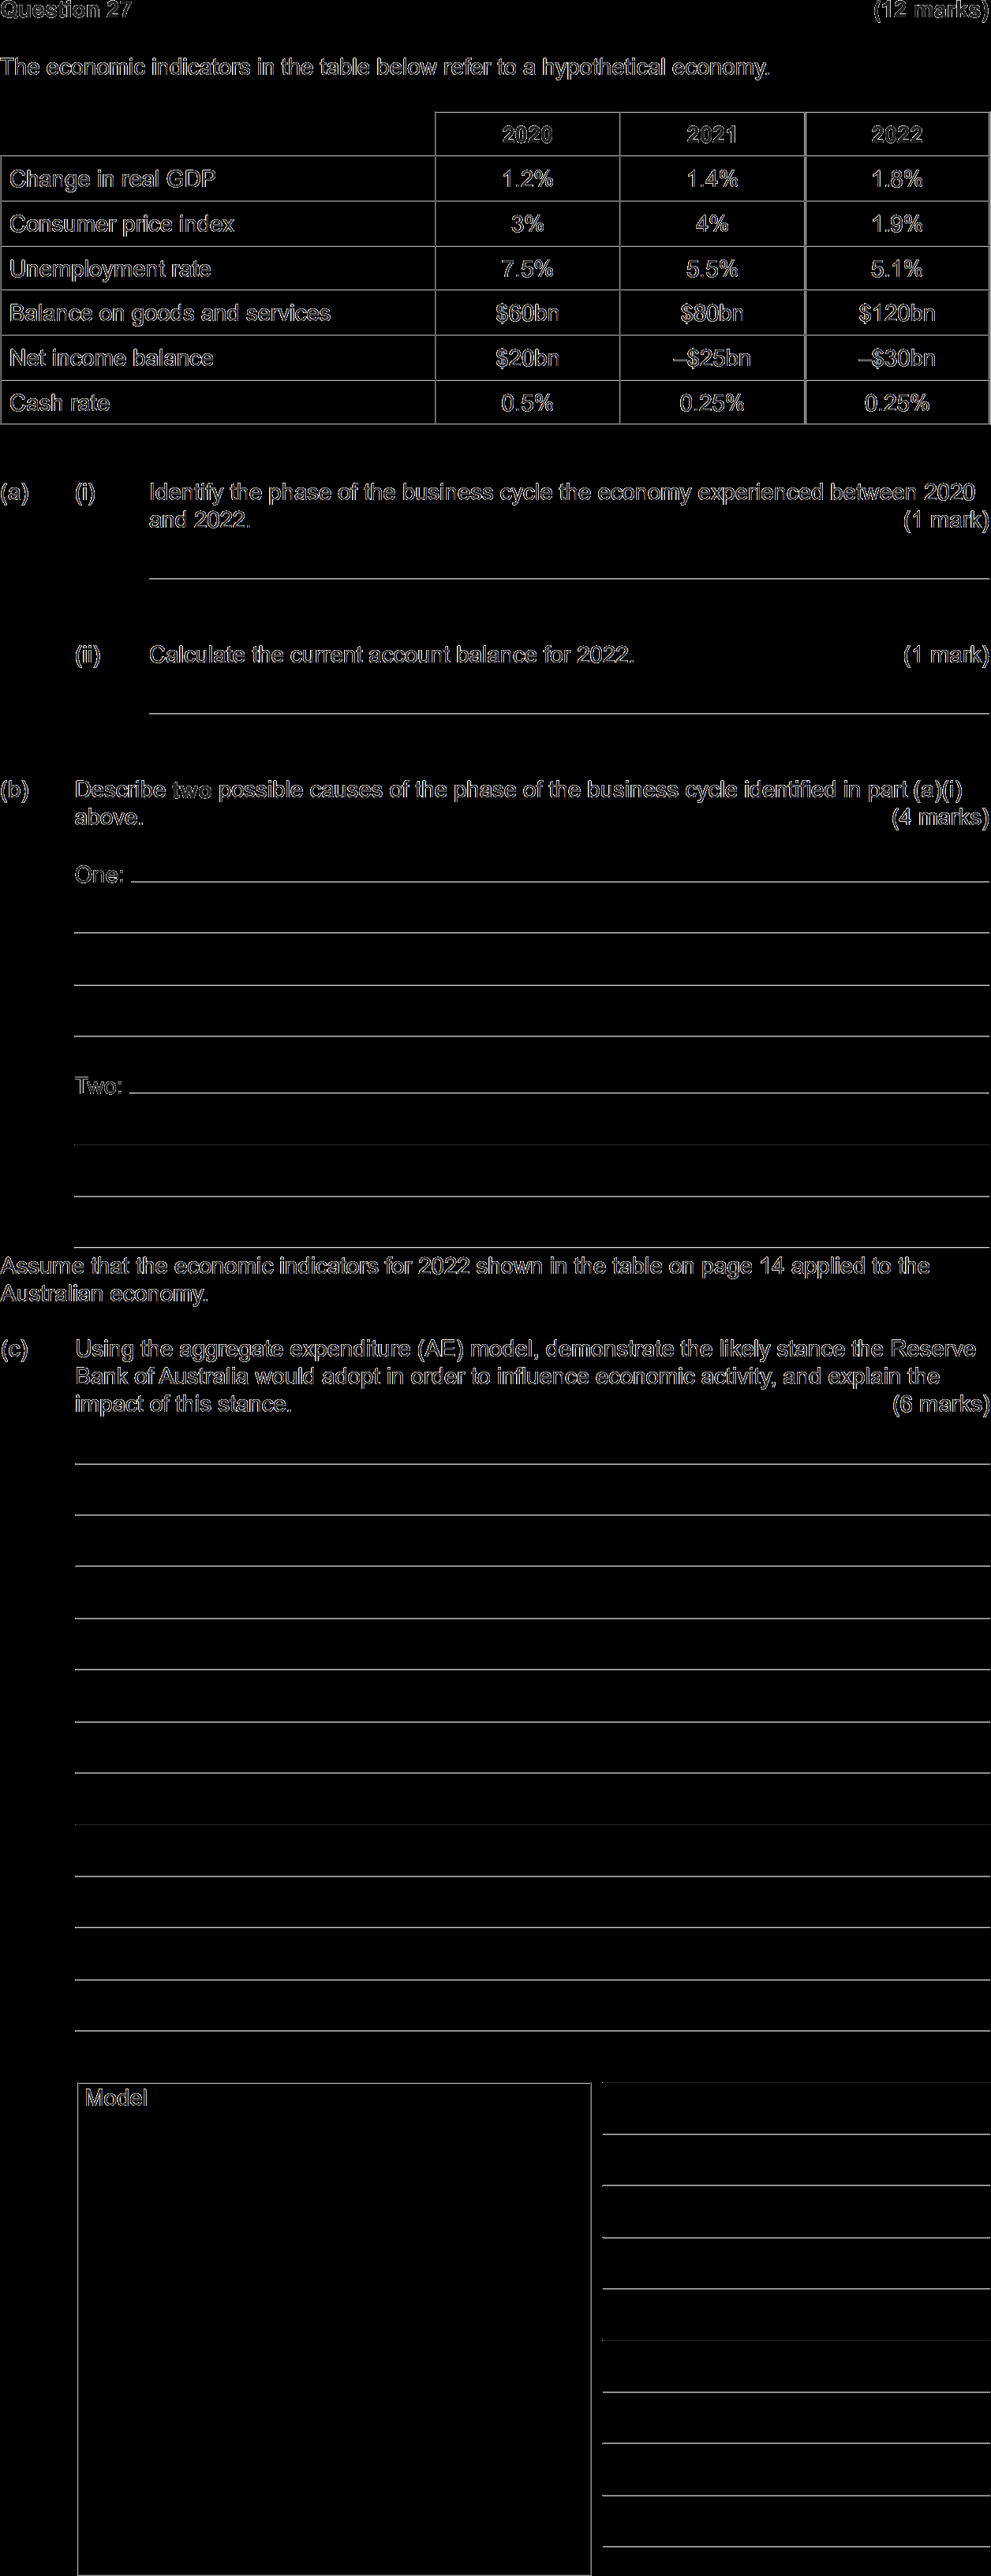 Question 27 (12 marks)
The economic indicators in the table below refer to a hypothetical economy.
2020 2021 2022
Change in real GDP 1.2% 1.4% 1.8%
Consumer price index 3% 4% 1.9%
Unemployment rate 7.5% 5.5% 5.1%
Balance on goods and services $60bn $80bn $120bn
Net income balance $20bn –$25bn –$30bn
Cash rate 0.5% 0.25% 0.25%
(a) (i) Identify the phase of the business cycle the economy experienced between 2020
and 2022. (1 mark)
(ii) Calculate the current account balance for 2022. (1 mark)
(b) Describe two possible causes of the phase of the business cycle identified in part (a)(i)
above. (4 marks)
One:
Two:
Assume that the economic indicators for 2022 shown in the table on page 14 applied to the
Australian economy.
(c) Using the aggregate expenditure (AE) model, demonstrate the likely stance the Reserve
Bank of Australia would adopt in order to influence economic activity, and explain the
impact of this stance. (6 marks)
Model